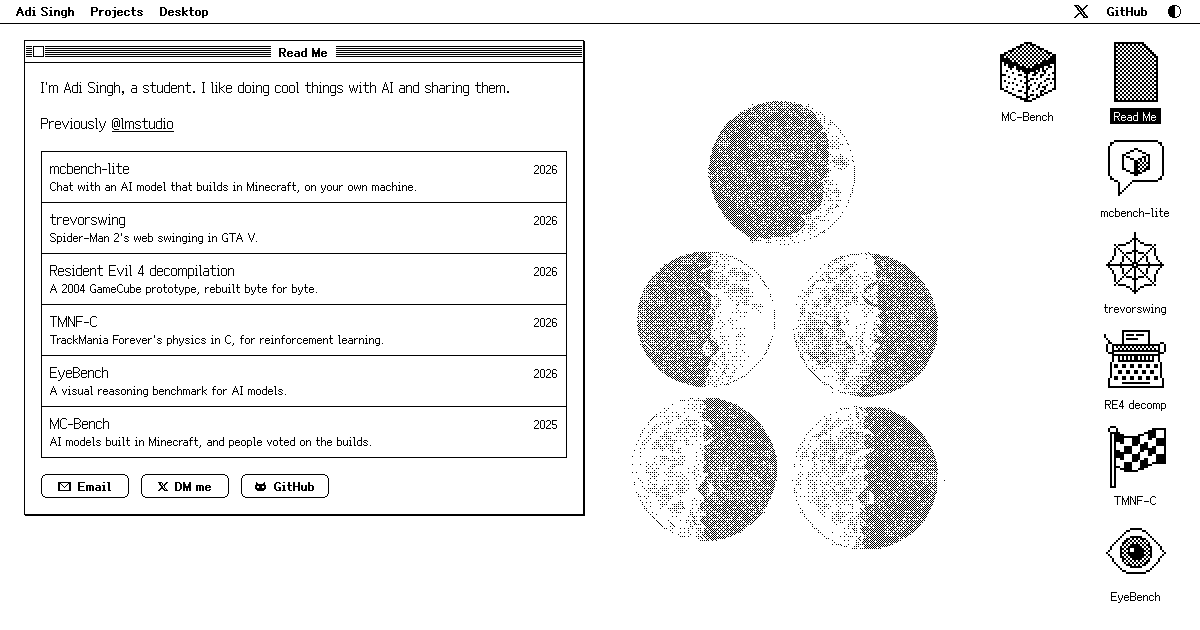 Adi Singh Projects Desktop GitHub
Read Me
I'm Adi Singh, a student. I like doing cool things with AI and sharing them.
Previously @lmstudio
mcbench-lite 2026
Chat with an AI model that builds in Minecraft, on your own machine.
trevorswing 2026
Spider-Man 2's web swinging in GTA V.
Resident Evil 4 decompilation 2026
A 2004 GameCube prototype, rebuilt byte for byte.
TMNF-C 2026
TrackMania Forever's physics in C, for reinforcement learning.
EyeBench 2026
A visual reasoning benchmark for AI models.
MC-Bench 2025
AI models built in Minecraft, and people voted on the builds.
Email DM me GitHub
MC-Bench Read Me
mcbench-lite
trevorswing
RE4 decomp
TMNF-C
EyeBench